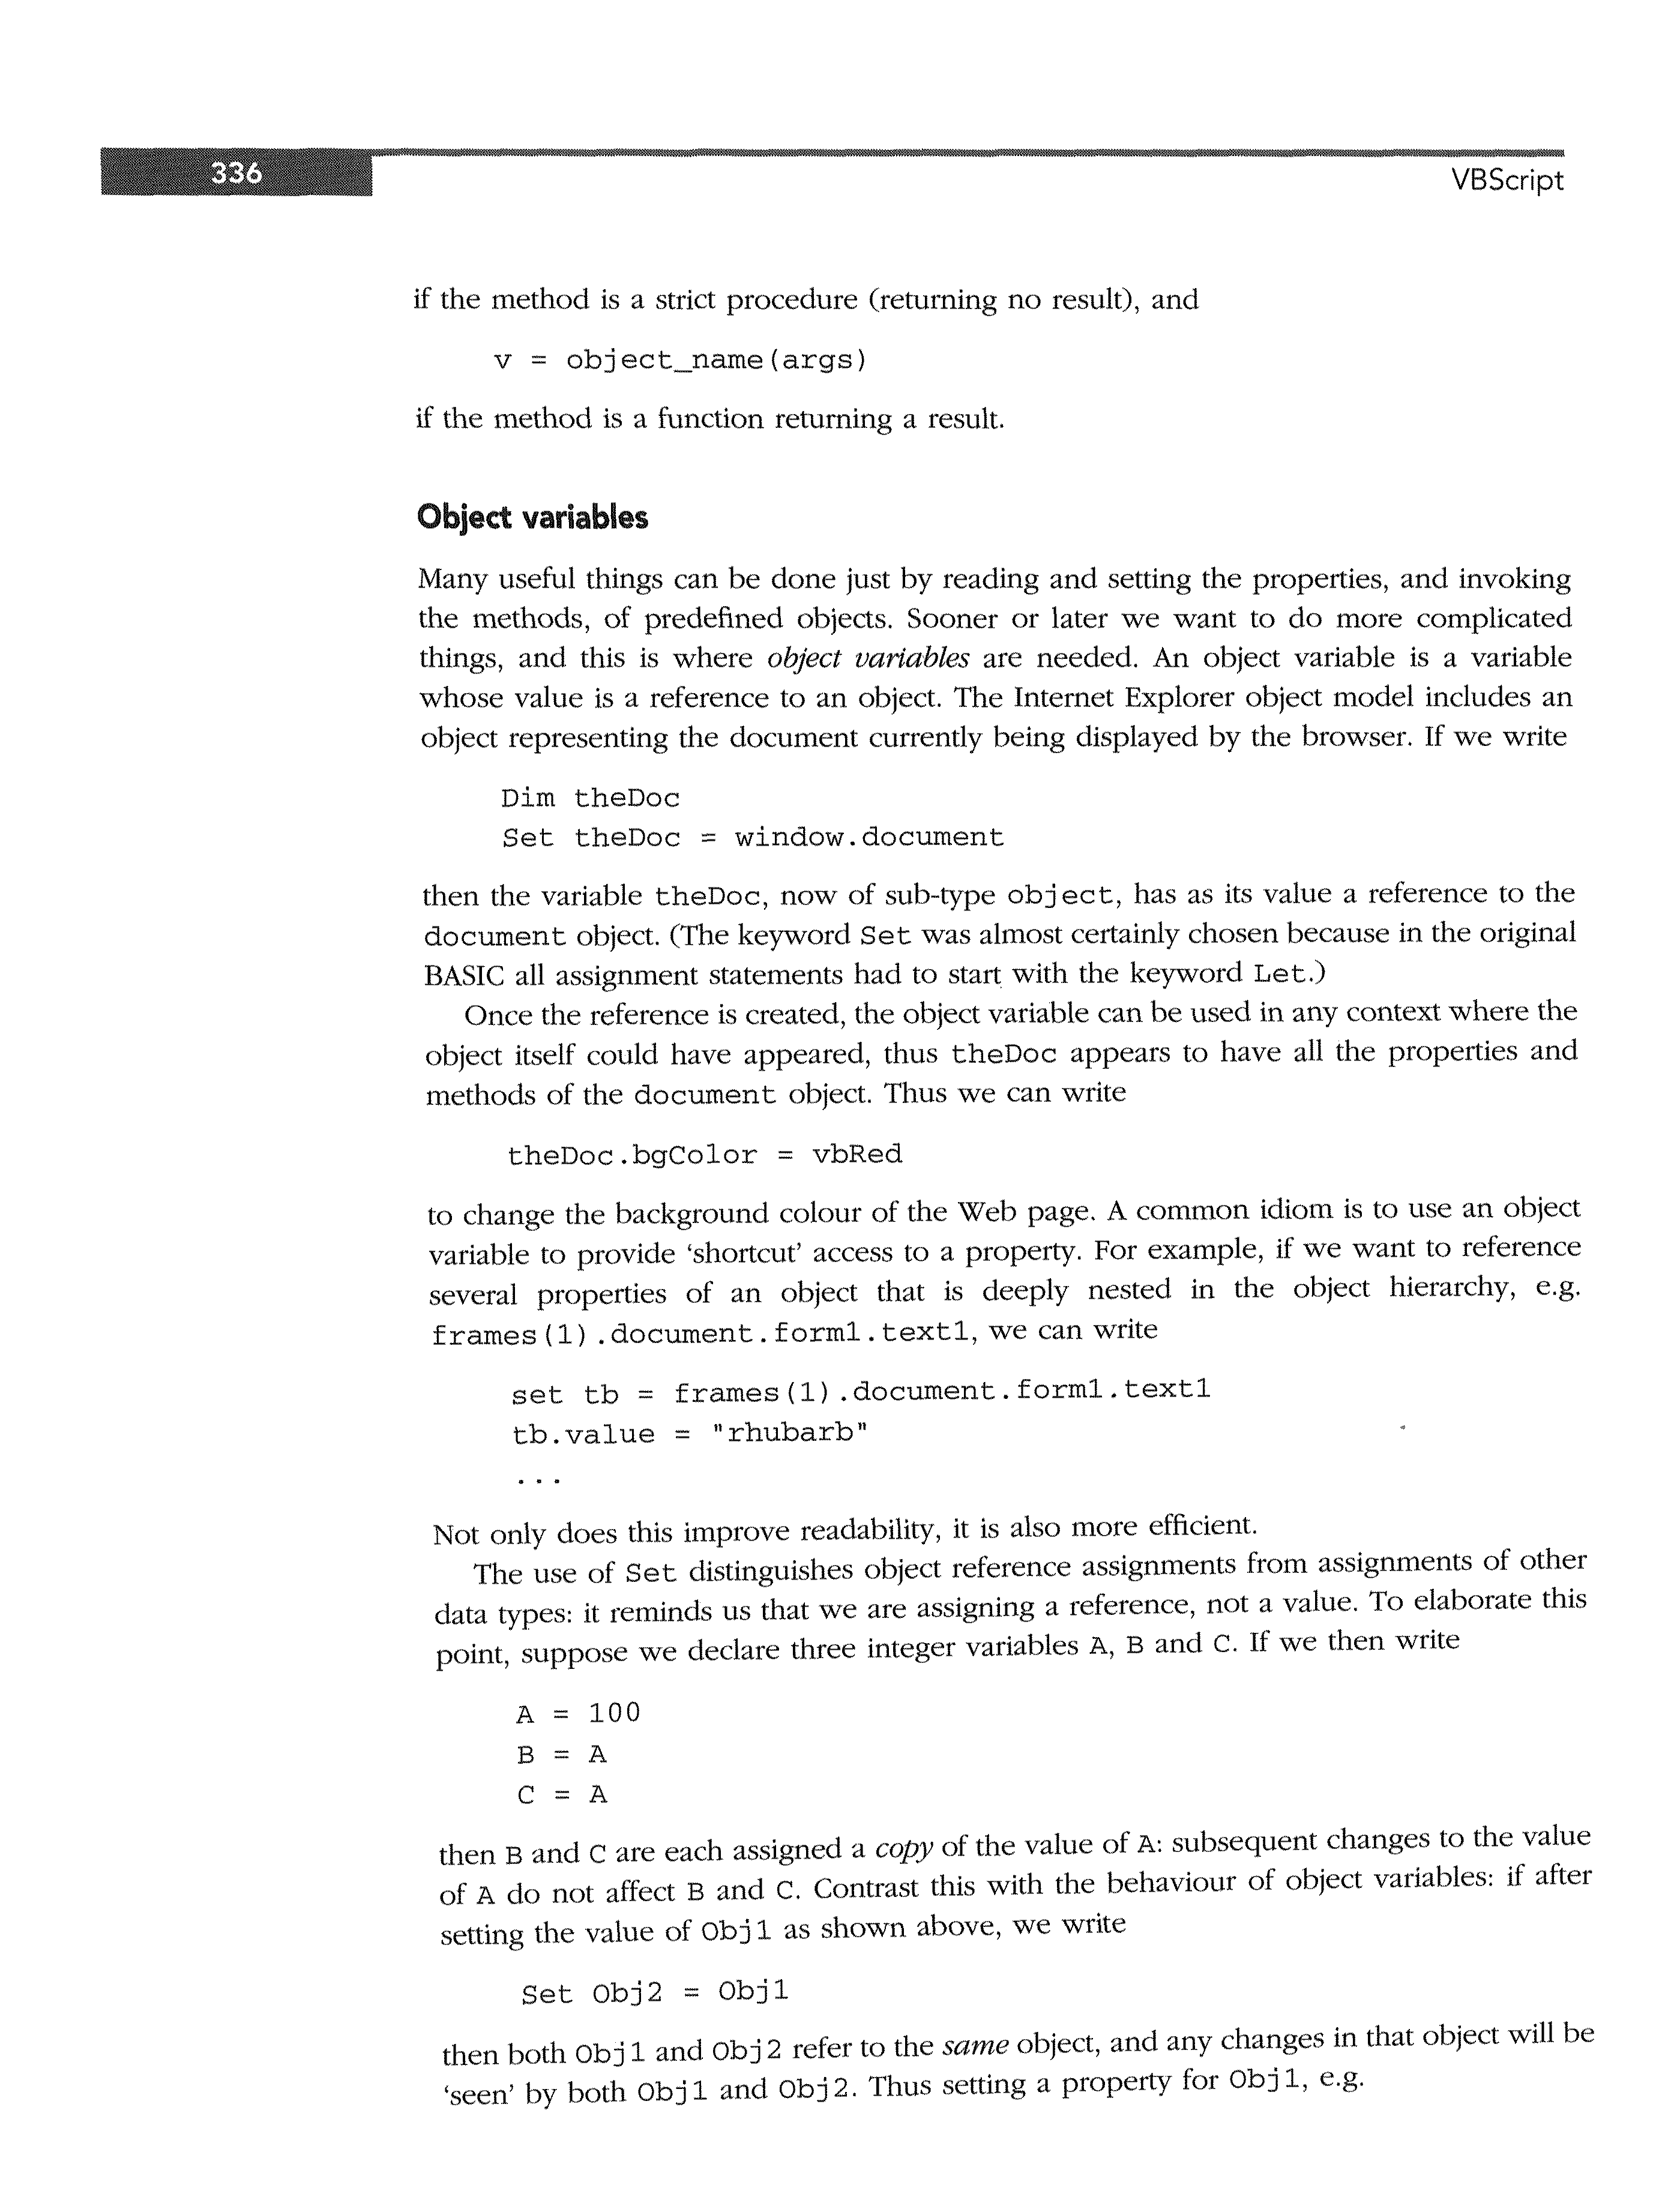 336
VBScript
if the method is a strict procedure (returning no result), and
v = object_name(args)
if the method is a function returning a result.
Object variables
Many useful things can be done just by reading and setting the properties, and invoking
the methods, of predefined objects. Sooner or later we want to do more complicated
things, and this is where object variables are needed. An object variable is a variable
whose value is a reference to an object. The Internet Explorer object model includes an
object representing the document currently being displayed by the browser. If we write
Dim theDoc
Set theDoc = window.document
then the variable theDoc, now of sub-type object, has as its value a reference to the
document object. (The keyword Set was almost certainly chosen because in the original
BASIC all assignment statements had to start with the keyword Let.)
Once the reference is created, the object variable can be used in any context where the
object itself could have appeared, thus theDoc appears to have all the properties and
methods of the document object. Thus we can write
theDoc.bgColor = vbRed
to change the background colour of the Web page. A common idiom is to use an object
variable to provide 'shortcut' access to a property. For example, if we want to reference
several properties of an object that is deeply nested in the object hierarchy, e.g.
frames(1).document.form1.text1, we can write
set tb = frames(1).document.form1.text1
tb.value = "rhubarb"
...
Not only does this improve readability, it is also more efficient.
The use of Set distinguishes object reference assignments from assignments of other
data types: it reminds us that we are assigning a reference, not a value. To elaborate this
point, suppose we declare three integer variables A, B and C. If we then write
A = 100
B = A
C = A
then B and C are each assigned a copy of the value of A: subsequent changes to the value
of A do not affect B and C. Contrast this with the behaviour of object variables: if after
setting the value of Obj1 as shown above, we write
Set Obj2 = Obj1
then both Obj1 and Obj2 refer to the same object, and any changes in that object will be
'seen' by both Obj1 and Obj2. Thus setting a property for Obj1, e.g.